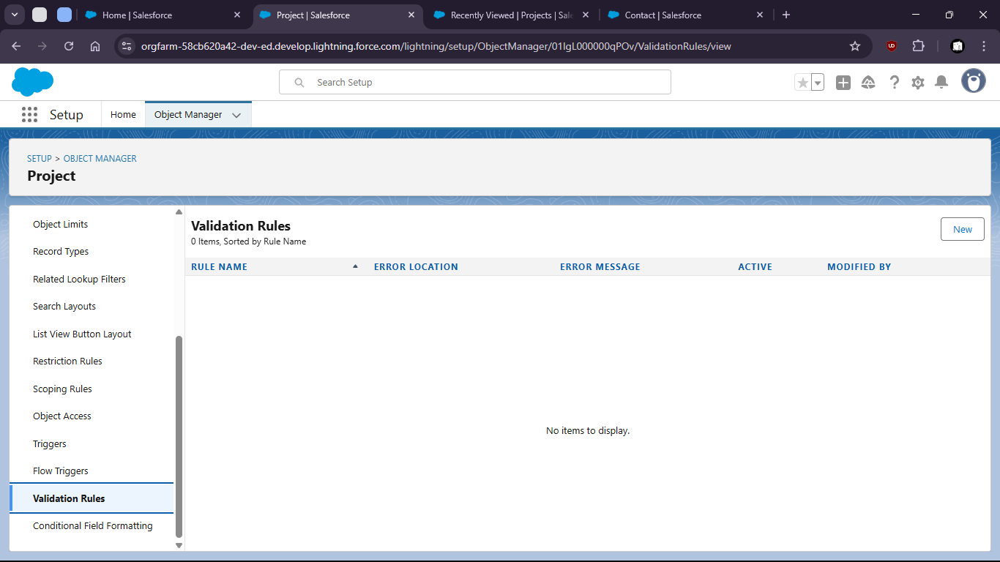 Home | Salesforce
Project | Salesforce
Recently Viewed | Projects | Sal
Contact | Salesforce
orgfarm-58cb620a42-dev-ed.develop.lightning.force.com/lightning/setup/ObjectManager/01IgL000000qPOv/ValidationRules/view
Search Setup
Setup
Home
Object Manager
SETUP > OBJECT MANAGER
Project
Object Limits
Record Types
Related Lookup Filters
Search Layouts
List View Button Layout
Restriction Rules
Scoping Rules
Object Access
Triggers
Flow Triggers
Validation Rules
Conditional Field Formatting
Validation Rules
0 Items, Sorted by Rule Name
New
RULE NAME ERROR LOCATION ERROR MESSAGE ACTIVE MODIFIED BY
No items to display.